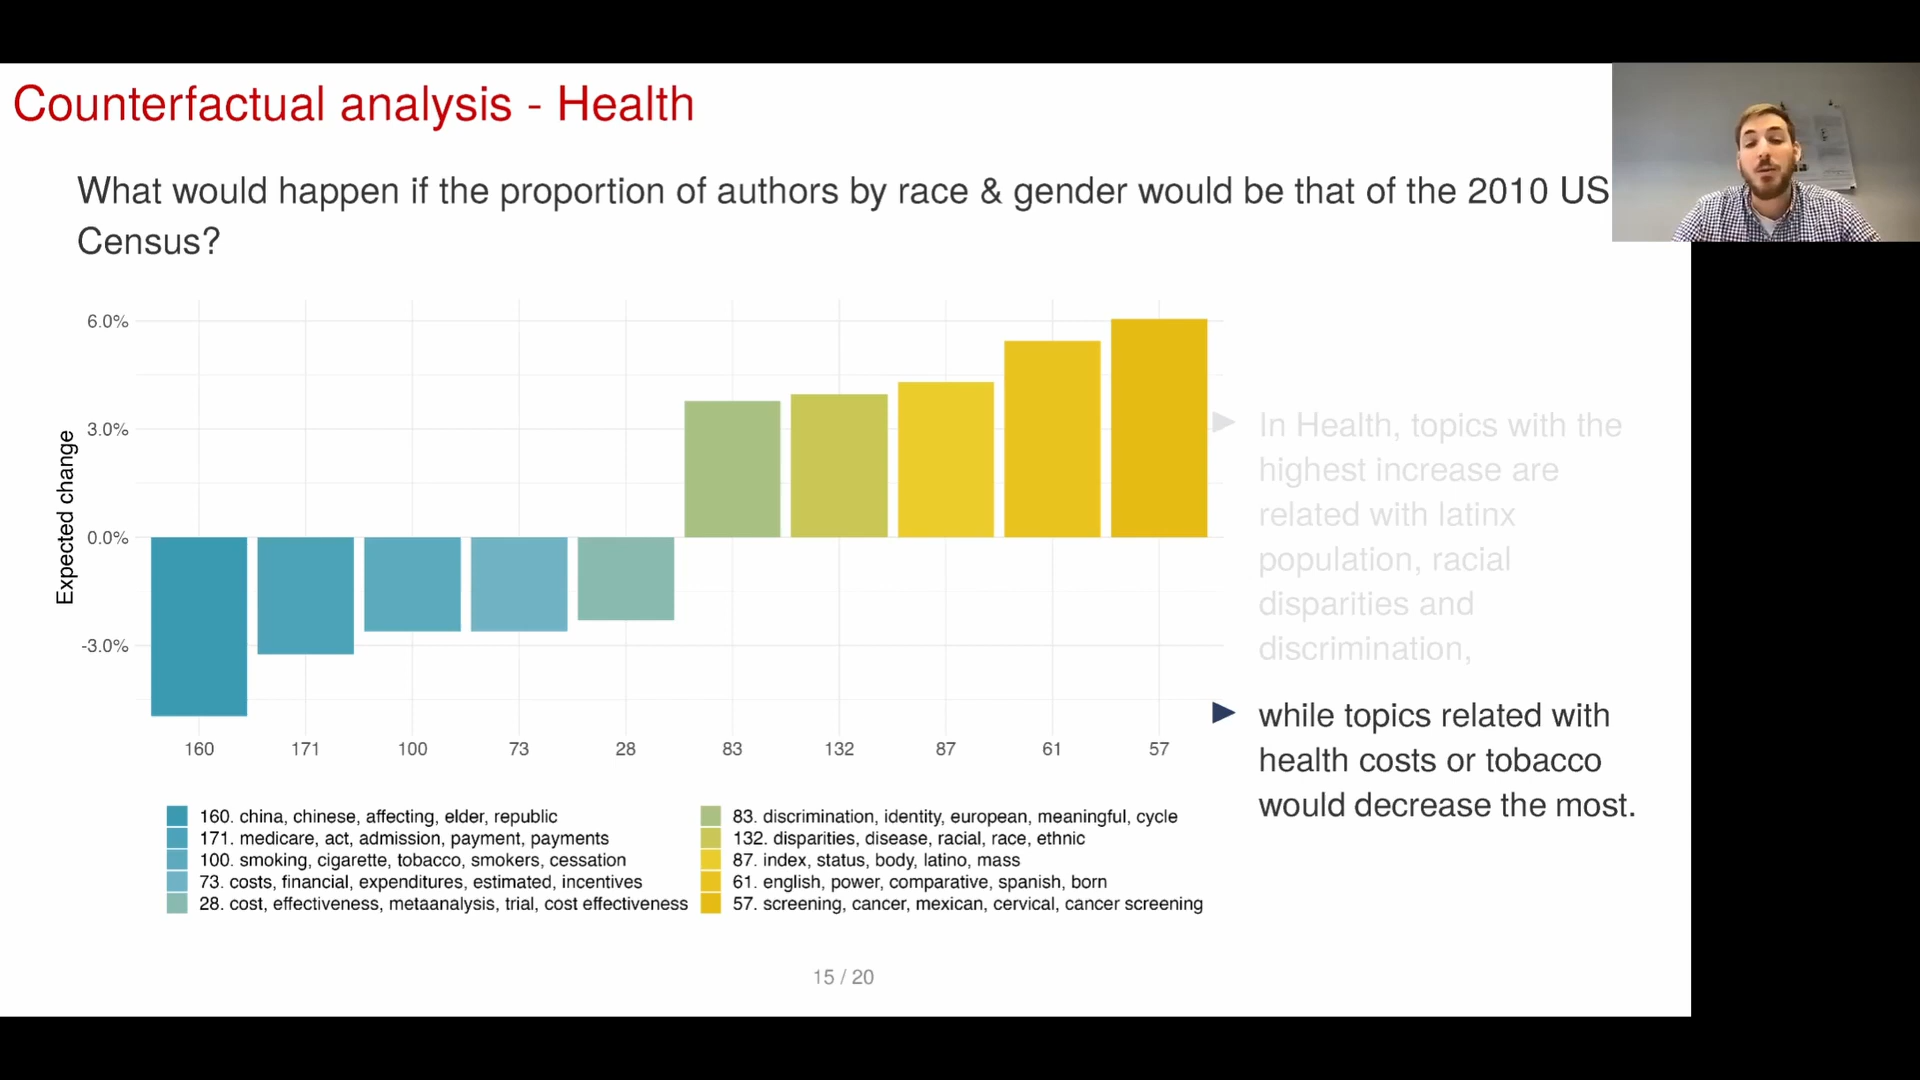 Counterfactual analysis - Health
What would happen if the proportion of authors by race & gender would be that of the 2010 US
Census?
6.0%
3.0%
0.0%
-3.0%
Expected change
160 171 100 73 28 83 132 87 61 57
160. china, chinese, affecting, elder, republic
171. medicare, act, admission, payment, payments
100. smoking, cigarette, tobacco, smokers, cessation
73. costs, financial, expenditures, estimated, incentives
28. cost, effectiveness, metaanalysis, trial, cost effectiveness
83. discrimination, identity, european, meaningful, cycle
132. disparities, disease, racial, race, ethnic
87. index, status, body, latino, mass
61. english, power, comparative, spanish, born
57. screening, cancer, mexican, cervical, cancer screening
In Health, topics with the
highest increase are
related with latinx
population, racial
disparities and
discrimination,
while topics related with
health costs or tobacco
would decrease the most.
15 / 20